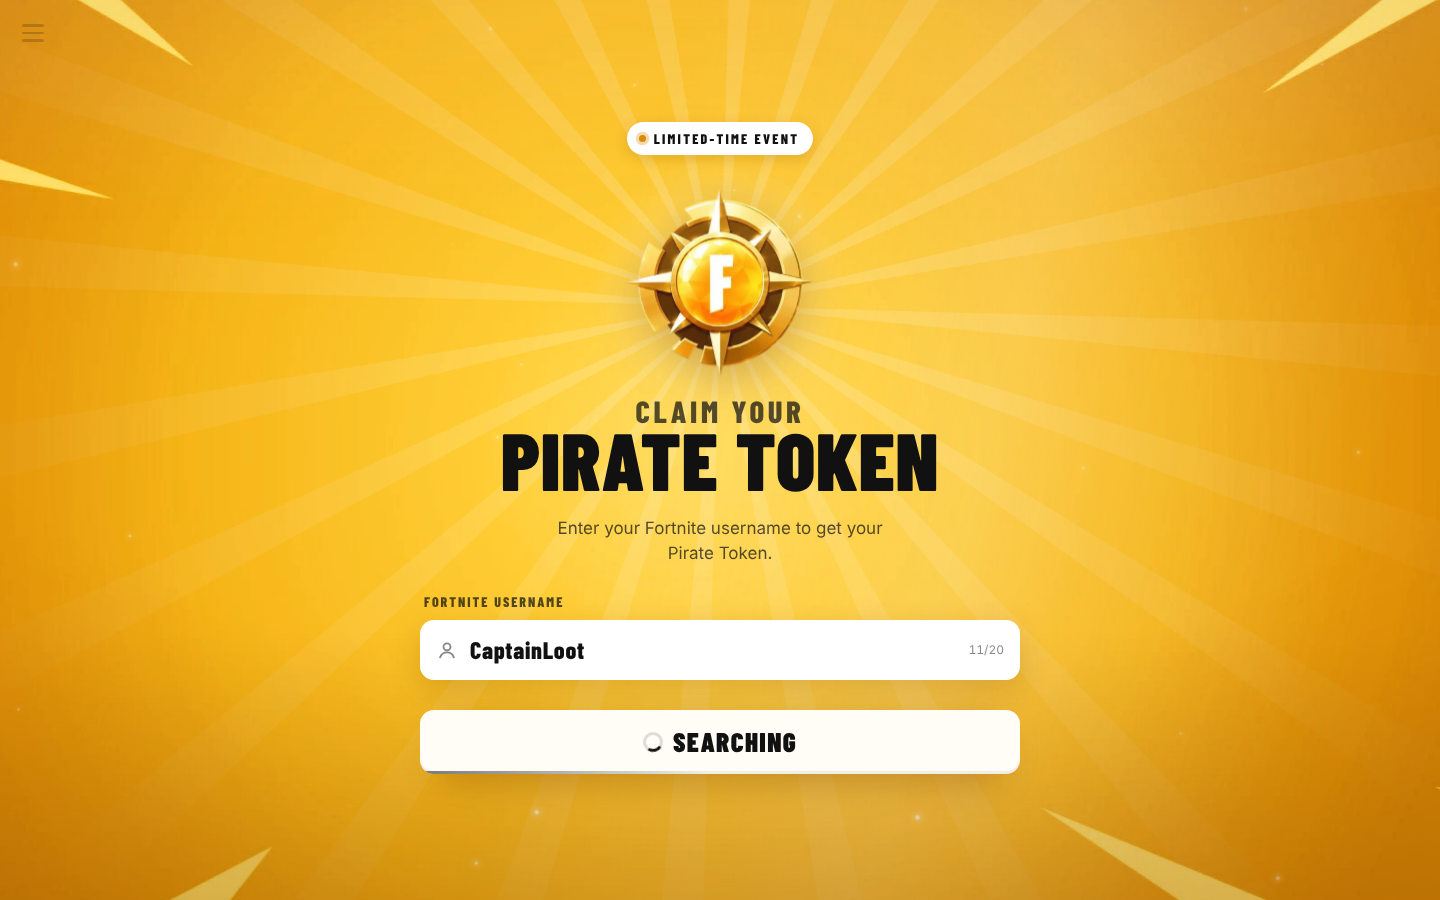 LIMITED-TIME EVENT
F
CLAIM YOUR
PIRATE TOKEN
Enter your Fortnite username to get your
Pirate Token.
FORTNITE USERNAME
CaptainLoot
11/20
SEARCHING